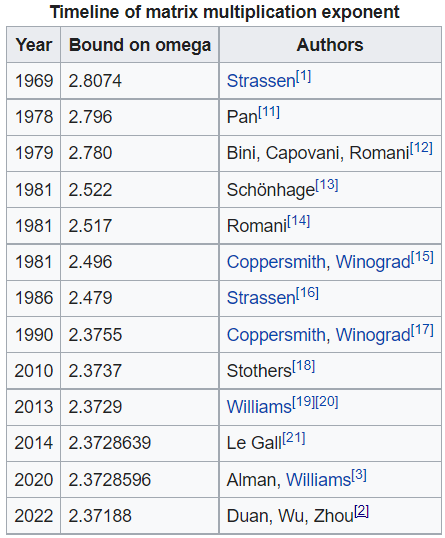 Timeline of matrix multiplication exponent
Year Bound on omega Authors
1969 2.8074 Strassen[1]
1978 2.796 Pan[11]
1979 2.780 Bini, Capovani, Romani[12]
1981 2.522 Schönhage[13]
1981 2.517 Romani[14]
1981 2.496 Coppersmith, Winograd[15]
1986 2.479 Strassen[16]
1990 2.3755 Coppersmith, Winograd[17]
2010 2.3737 Stothers[18]
2013 2.3729 Williams[19][20]
2014 2.3728639 Le Gall[21]
2020 2.3728596 Alman, Williams[3]
2022 2.37188 Duan, Wu, Zhou[2]